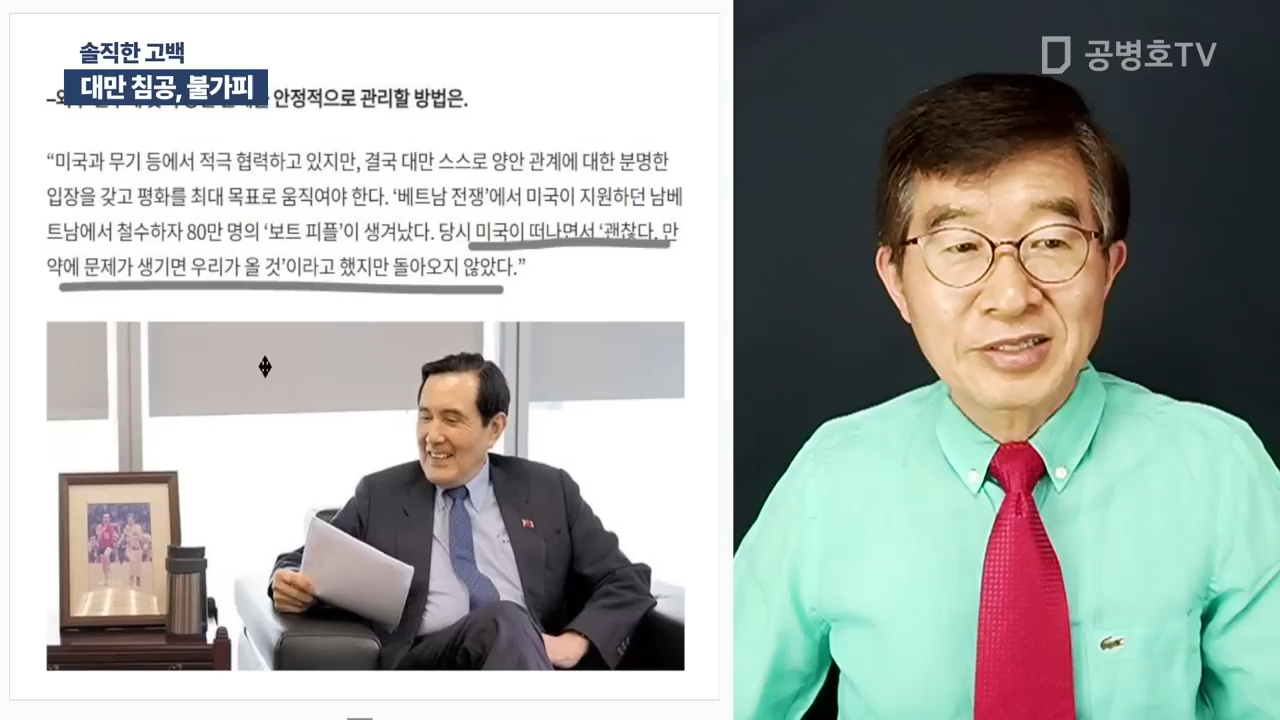 솔직한 고백
대만 침공, 불가피
공병호TV
안정적으로 관리할 방법은.
“미국과 무기 등에서 적극 협력하고 있지만, 결국 대만 스스로 양안 관계에 대한 분명한
입장을 갖고 평화를 최대 목표로 움직여야 한다. ‘베트남 전쟁’에서 미국이 지원하던 남베
트남에서 철수하자 80만 명의 ‘보트 피플’이 생겨났다. 당시 미국이 떠나면서 ‘괜찮다. 만
약에 문제가 생기면 우리가 올 것’이라고 했지만 돌아오지 않았다.”